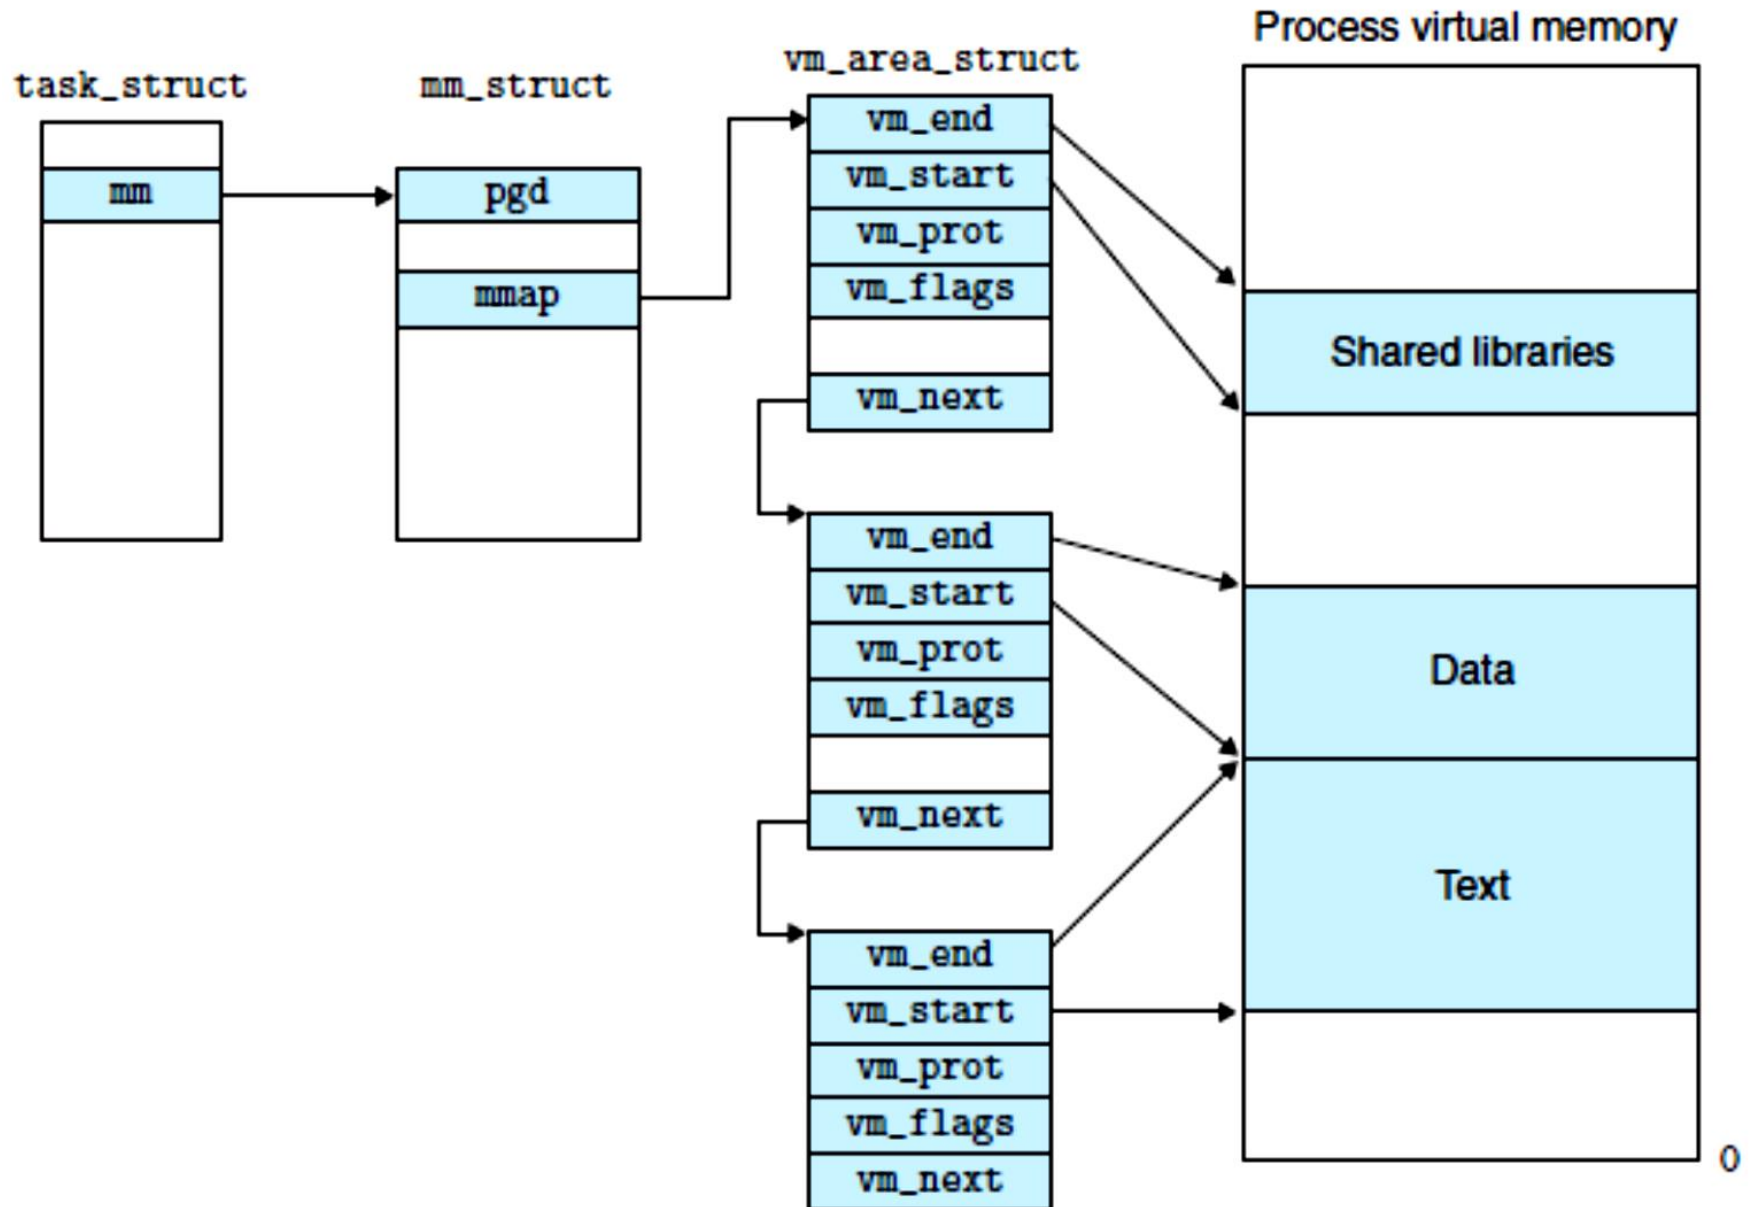 Process virtual memory
vm_area_struct
task_struct
mm_struct
mm
pgd
mmap
vm_end
vm_start
vm_prot
vm_flags
vm_next
vm_end
vm_start
vm_prot
vm_flags
vm_next
vm_end
vm_start
vm_prot
vm_flags
vm_next
Shared libraries
Data
Text
0